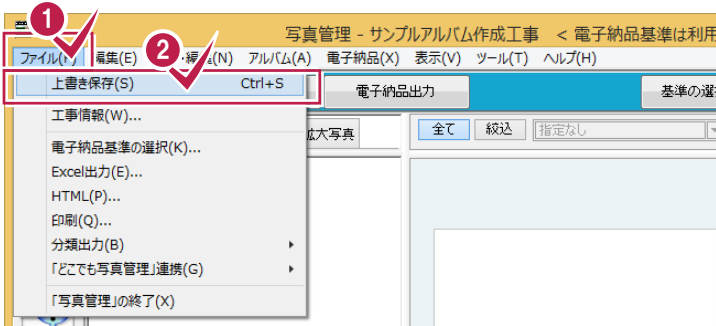 1
写真管理 - サンプルアルバム作成工事 < 電子納品基準は利用
2
ファイル(F) 編集(E) 編(N) アルバム(A) 電子納品(X) 表示(V) ツール(T) ヘルプ(H)
上書き保存(S) Ctrl+S
電子納品出力 基準の選
工事情報(W)...
拡大写真 全て 絞込 指定なし
電子納品基準の選択(K)...
Excel出力(E)...
HTML(P)...
印刷(Q)...
分類出力(B)
「どこでも写真管理」連携(G)
「写真管理」の終了(X)